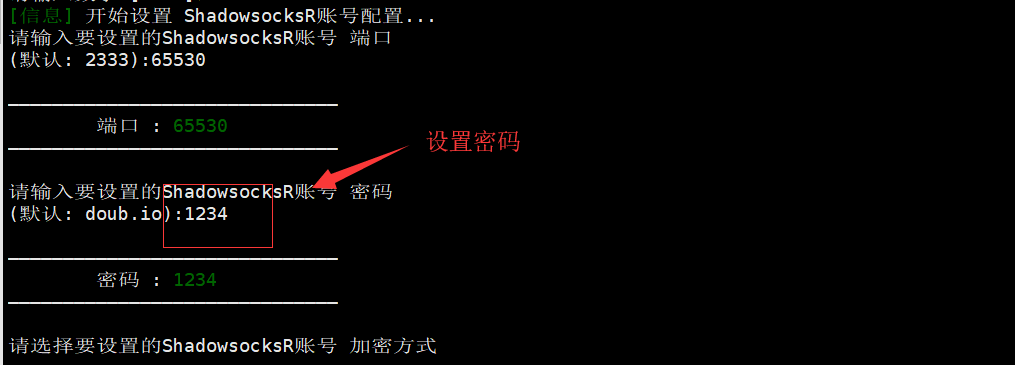 [信息] 开始设置 ShadowsocksR账号配置...
请输入要设置的ShadowsocksR账号 端口
(默认: 2333):65530
端口 : 65530
设置密码
请输入要设置的ShadowsocksR账号 密码
(默认: doub.io):1234
密码 : 1234
请选择要设置的ShadowsocksR账号 加密方式